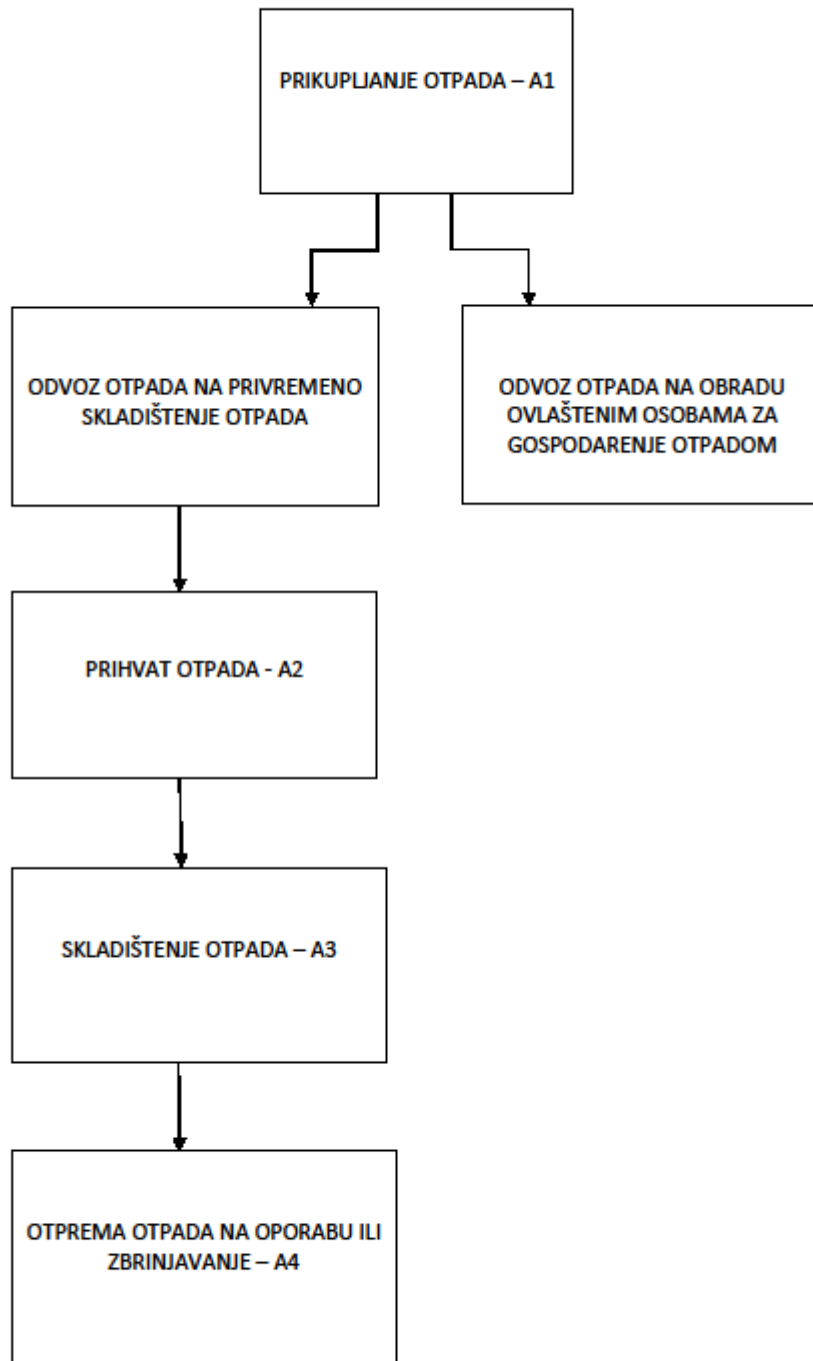 PRIKUPLJANJE OTPADA – A1
ODVOZ OTPADA NA PRIVREMENO
SKLADIŠTENJE OTPADA
ODVOZ OTPADA NA OBRADU
OVLAŠTENIM OSOBAMA ZA
GOSPODARENJE OTPADOM
PRIHVAT OTPADA - A2
SKLADIŠTENJE OTPADA – A3
OTPREMA OTPADA NA OPORABU ILI
ZBRINJAVANJE – A4